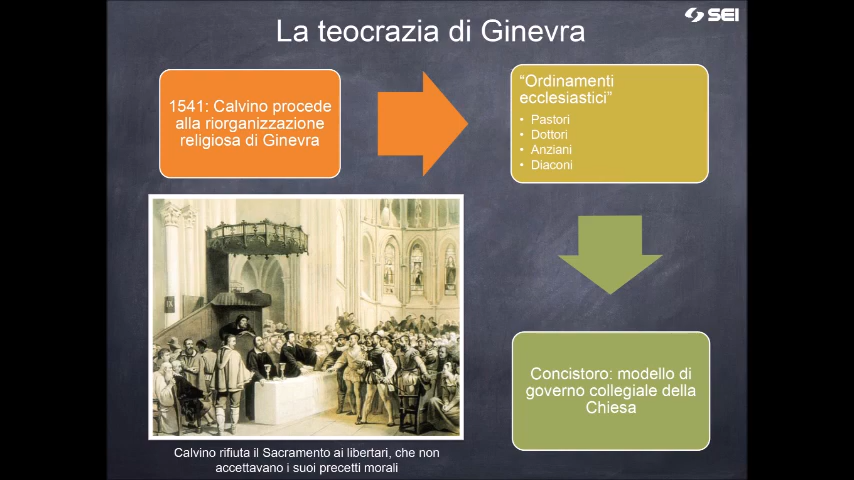 SEI
La teocrazia di Ginevra
1541: Calvino procede
alla riorganizzazione
religiosa di Ginevra
“Ordinamenti
ecclesiastici”
• Pastori
• Dottori
• Anziani
• Diaconi
Concistoro: modello di
governo collegiale della
Chiesa
Calvino rifiuta il Sacramento ai libertari, che non
accettavano i suoi precetti morali